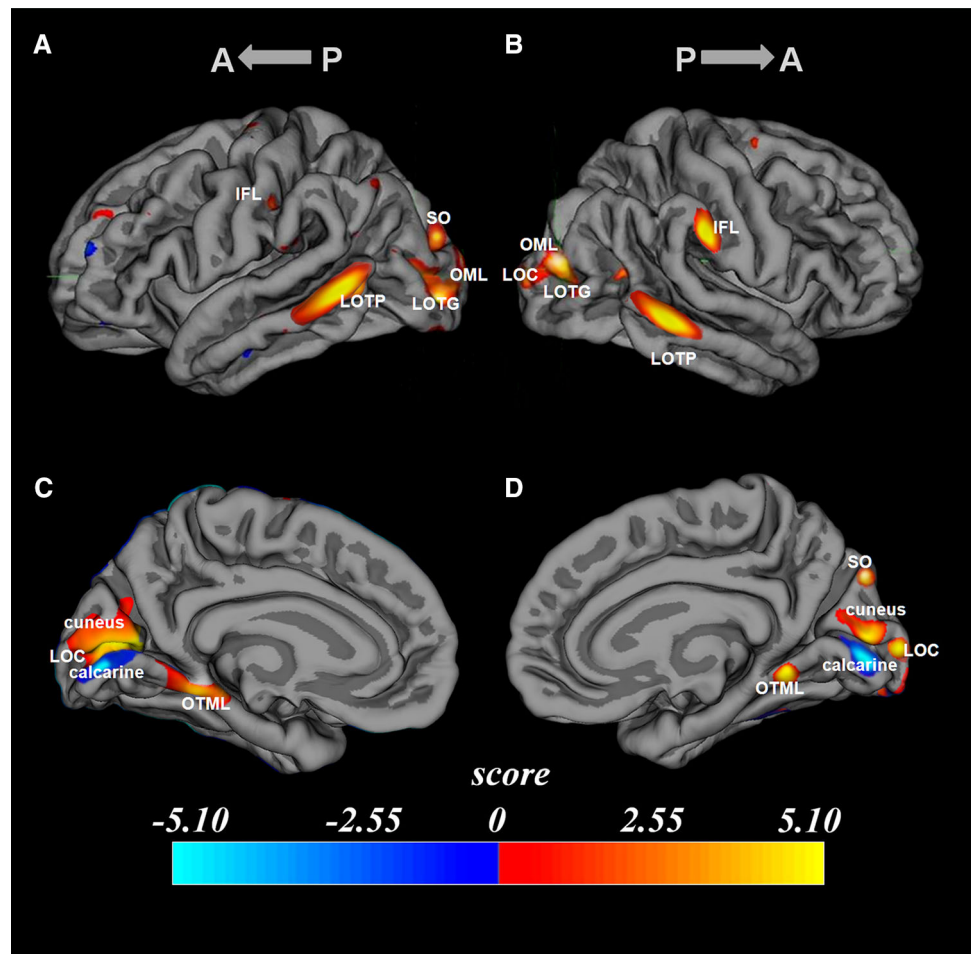 A
A P
IFL
SO
OML
LOTP
LOTG
B
P A
IFL
OML
LOC
LOTG
LOTP
C
cuneus
LOC
calcarine
OTML
D
SO
cuneus
LOC
calcarine
OTML
score
-5.10 -2.55 0 2.55 5.10